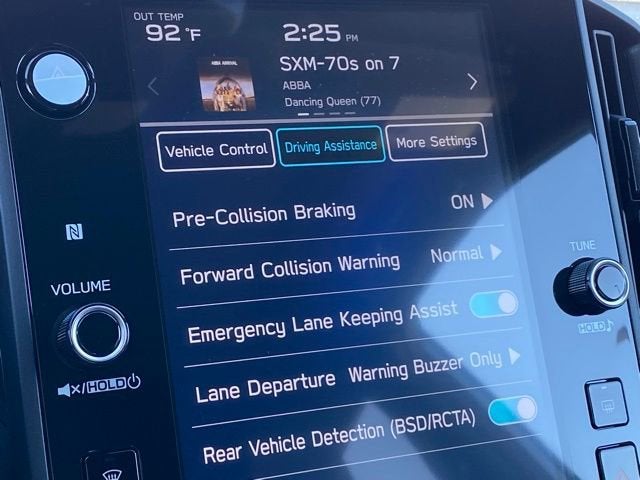 OUT TEMP
92 °F
2:25 PM
SXM-70s on 7
ABBA
Dancing Queen (77)
ABBA ARRIVAL
Vehicle Control
Driving Assistance
More Settings
Pre-Collision Braking ON
Forward Collision Warning Normal
Emergency Lane Keeping Assist
Lane Departure Warning Buzzer Only
Rear Vehicle Detection (BSD/RCTA)
VOLUME
/HOLD
TUNE
HOLD